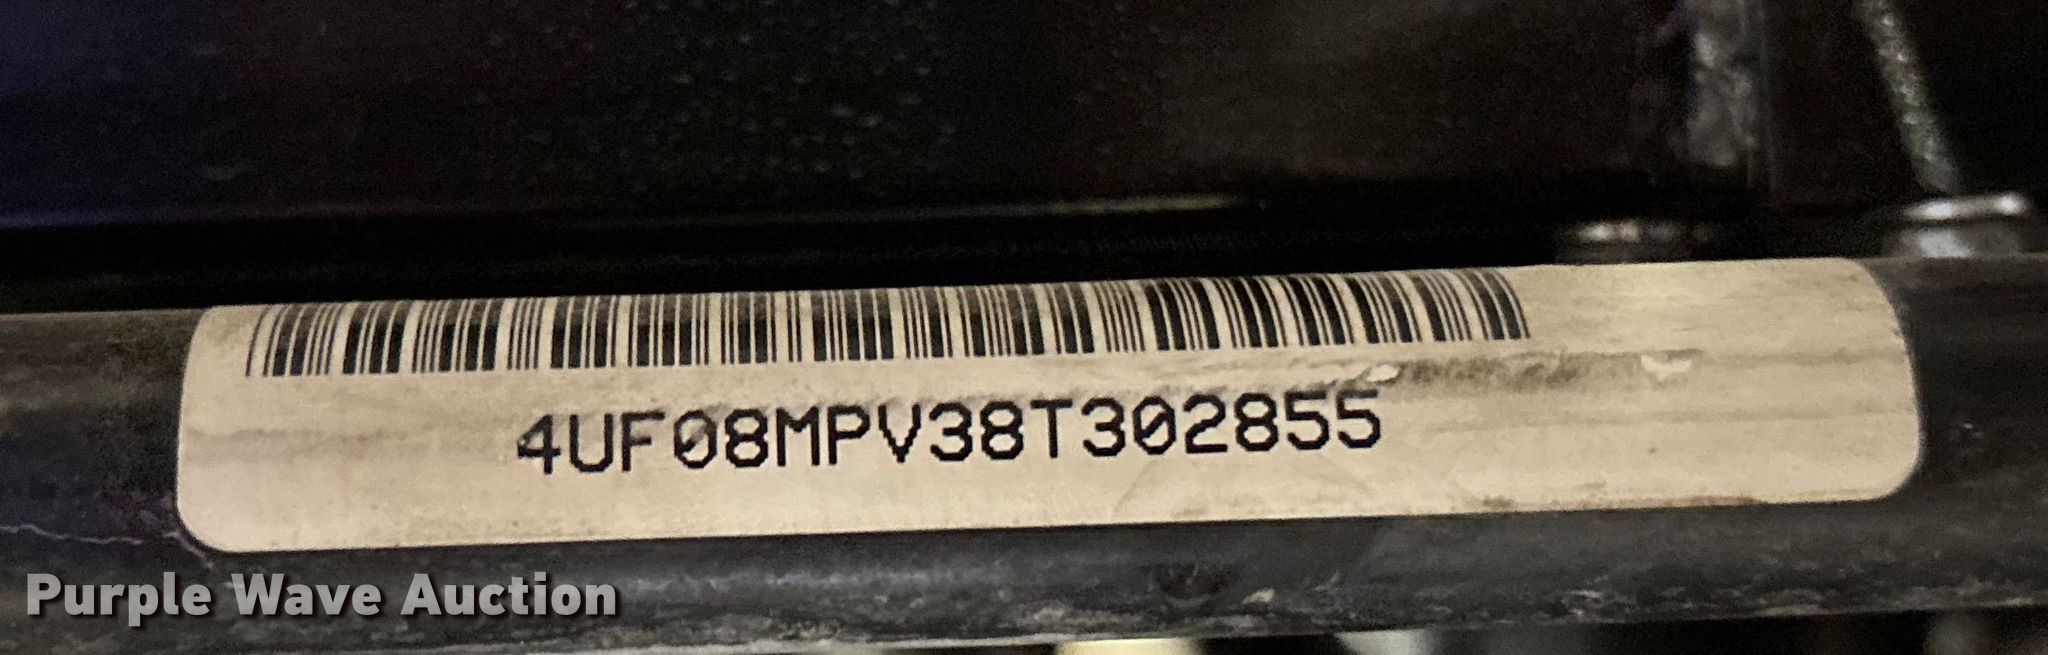 4UF08MPV38T302855
Purple Wave Auction